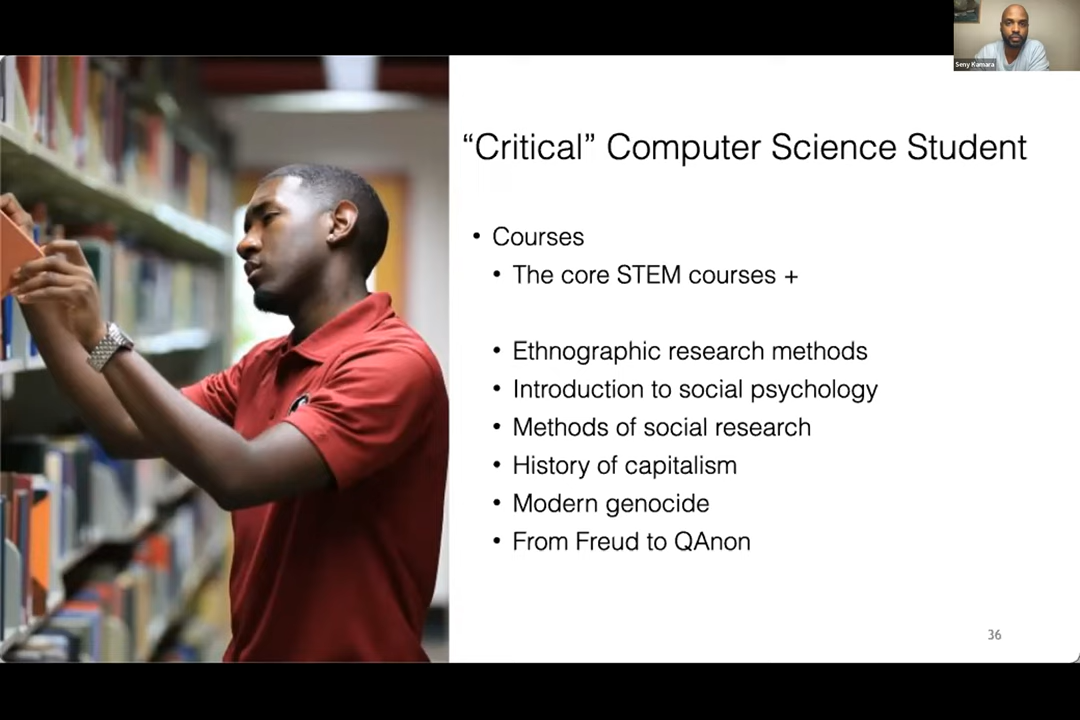 Seny Kamara
“Critical” Computer Science Student
• Courses
• The core STEM courses +
• Ethnographic research methods
• Introduction to social psychology
• Methods of social research
• History of capitalism
• Modern genocide
• From Freud to QAnon
36